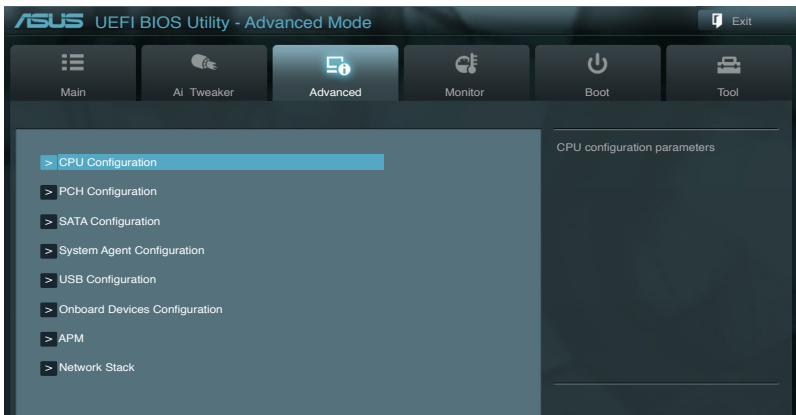 ASUS UEFI BIOS Utility - Advanced Mode
Exit
Main
Ai Tweaker
Advanced
Monitor
Boot
Tool
CPU configuration parameters
> CPU Configuration
> PCH Configuration
> SATA Configuration
> System Agent Configuration
> USB Configuration
> Onboard Devices Configuration
> APM
> Network Stack